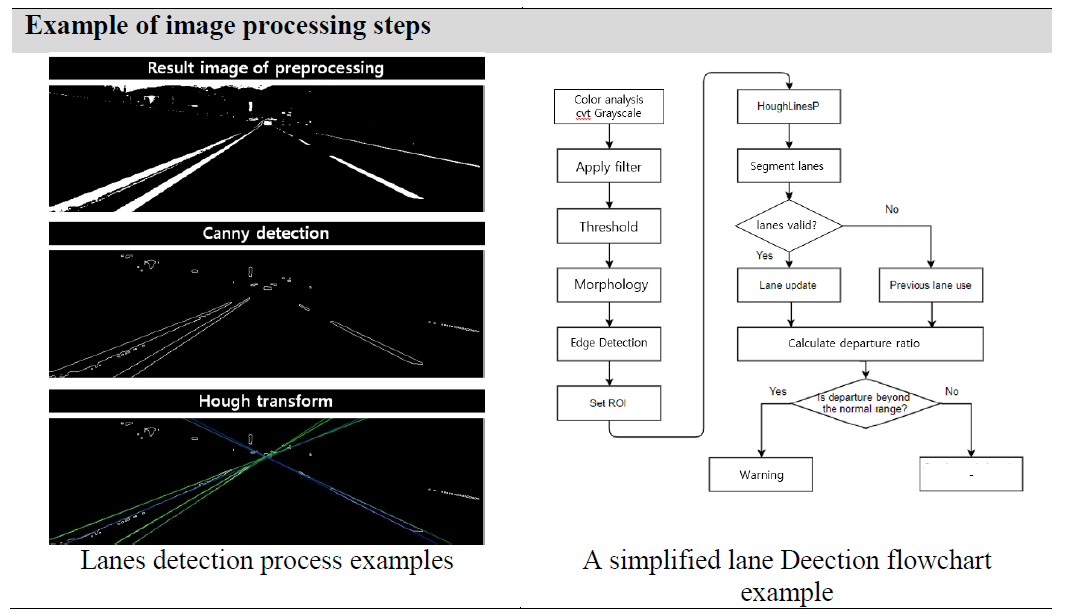 Example of image processing steps
Result image of preprocessing
Canny detection
Hough transform
Lanes detection process examples
Color analysis
cvt Grayscale
Apply filter
Threshold
Morphology
Edge Detection
Set ROI
HoughLinesP
Segment lanes
lanes valid?
No
Yes
Lane update
Previous lane use
Calculate departure ratio
Is departure beyond
the normal range?
Yes
No
Warning
-
A simplified lane Deection flowchart
example